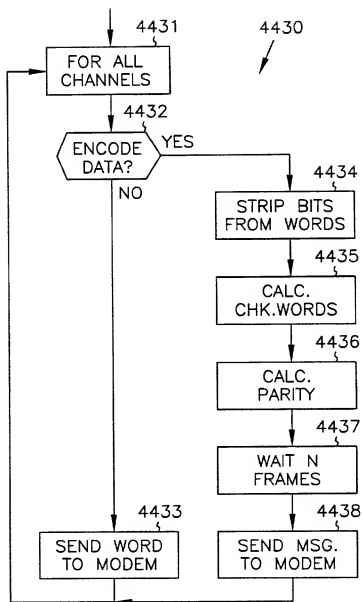 4431
4430
FOR ALL
CHANNELS
4432
ENCODE
DATA?
YES
NO
4434
STRIP BITS
FROM WORDS
4435
CALC.
CHK.WORDS
4436
CALC.
PARITY
4437
WAIT N
FRAMES
4433
SEND WORD
TO MODEM
4438
SEND MSG.
TO MODEM